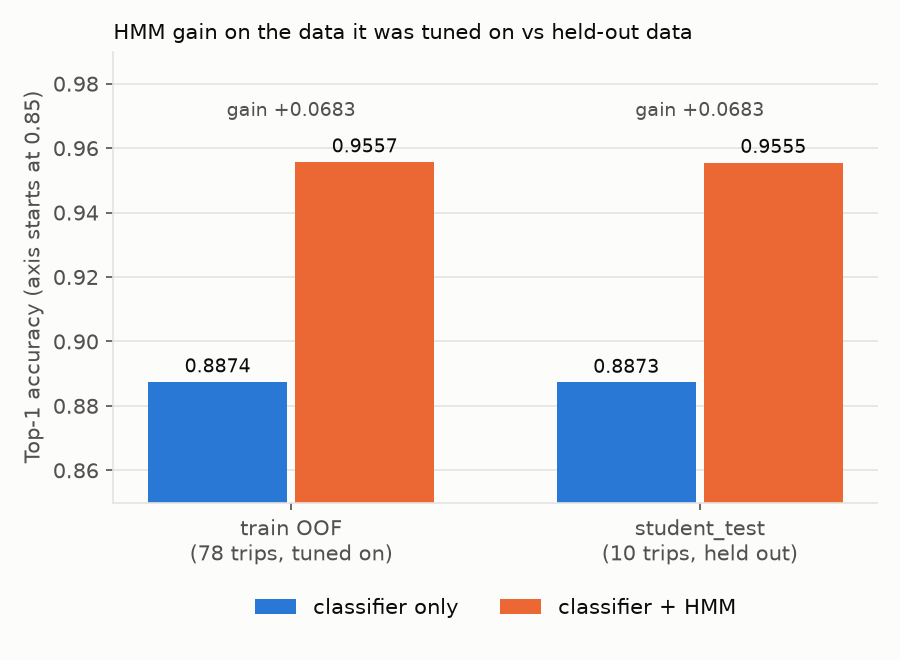 HMM gain on the data it was tuned on vs held-out data
Top-1 accuracy (axis starts at 0.85)
0.98
0.96
0.94
0.92
0.90
0.88
0.86
gain +0.0683
gain +0.0683
0.8874
0.9557
0.8873
0.9555
train OOF
(78 trips, tuned on)
student_test
(10 trips, held out)
classifier only
classifier + HMM